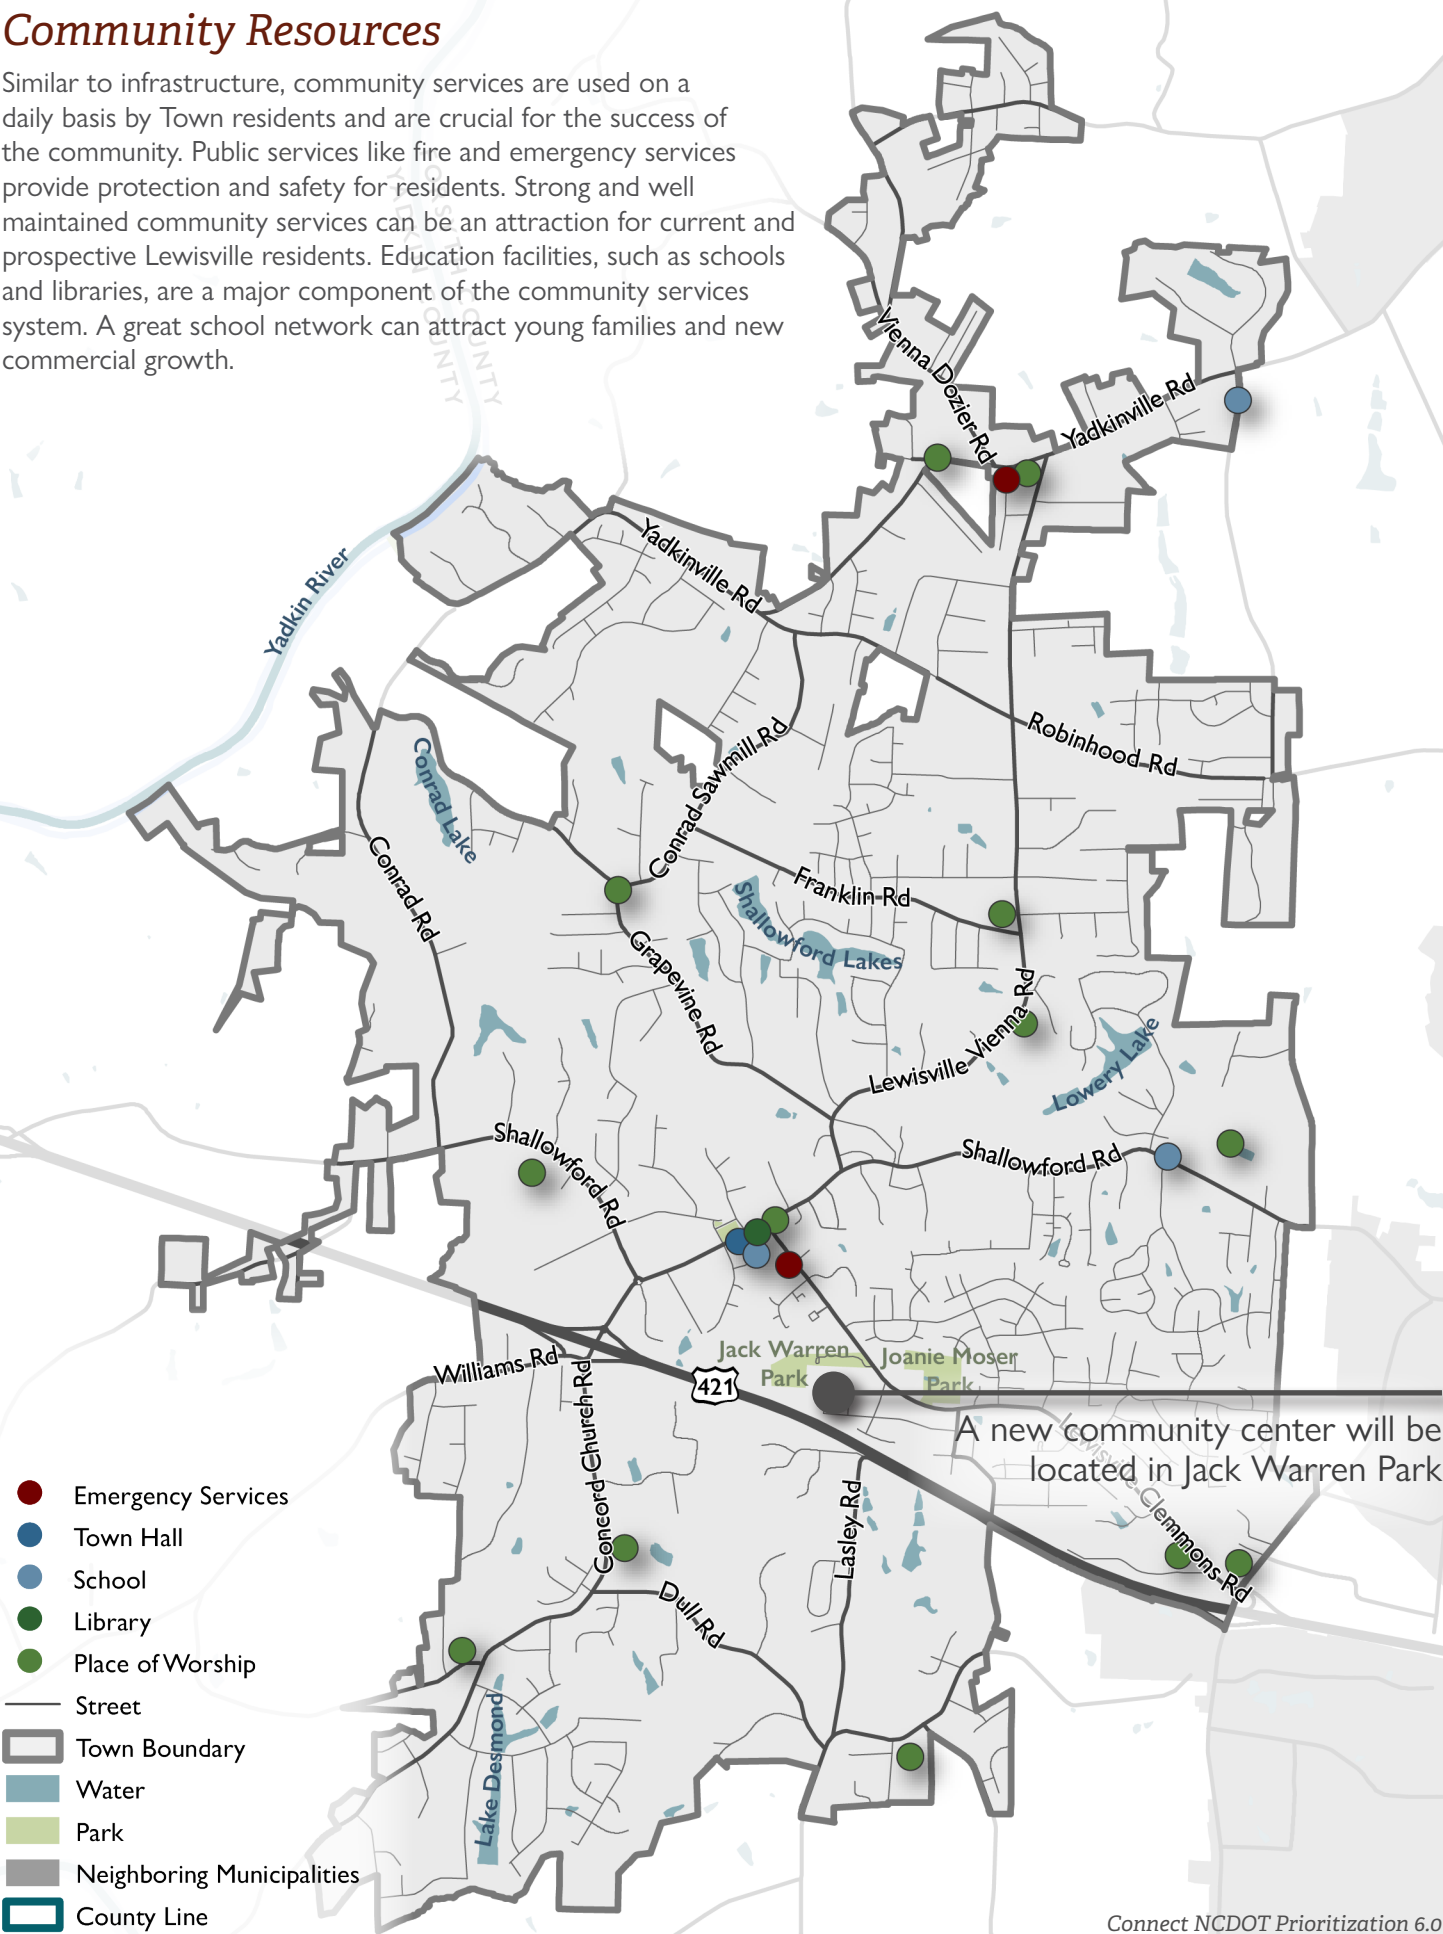 Community Resources
Similar to infrastructure, community services are used on a
daily basis by Town residents and are crucial for the success of
the community. Public services like fire and emergency services
provide protection and safety for residents. Strong and well
maintained community services can be an attraction for current and
prospective Lewisville residents. Education facilities, such as schools
and libraries, are a major component of the community services
system. A great school network can attract young families and new
commercial growth.
FORSYTH COUNTY
YADKIN COUNTY
Vienna Dozier Rd
Yadkinville Rd
Yadkin River
Yadkinville Rd
Robinhood Rd
Conrad Lake
Conrad Sawmill Rd
Conrad Rd
Franklin Rd
Shallowford Lakes
Grapevine Rd
Lewisville Vienna Rd
Lowery Lake
Shallowford Rd
Shallowford Rd
Jack Warren
Park
Joanie Moser
Park
Williams Rd
421
Concord Church Rd
A new community center will be
located in Jack Warren Park
Lewisville-Clemmons Rd
Lasley Rd
Dull Rd
Lake Desmond
Emergency Services
Town Hall
School
Library
Place of Worship
Street
Town Boundary
Water
Park
Neighboring Municipalities
County Line
Connect NCDOT Prioritization 6.0